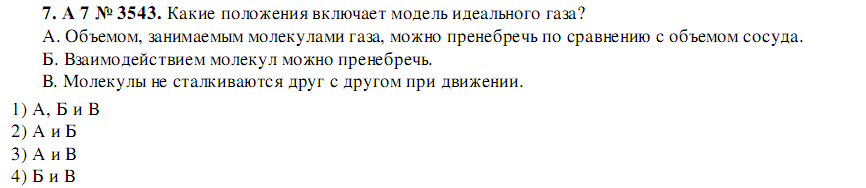 7. А 7 № 3543. Какие положения включает модель идеального газа?
А. Объемом, занимаемым молекулами газа, можно пренебречь по сравнению с объемом сосуда.
Б. Взаимодействием молекул можно пренебречь.
В. Молекулы не сталкиваются друг с другом при движении.
1) А, Б и В
2) А и Б
3) А и В
4) Б и В